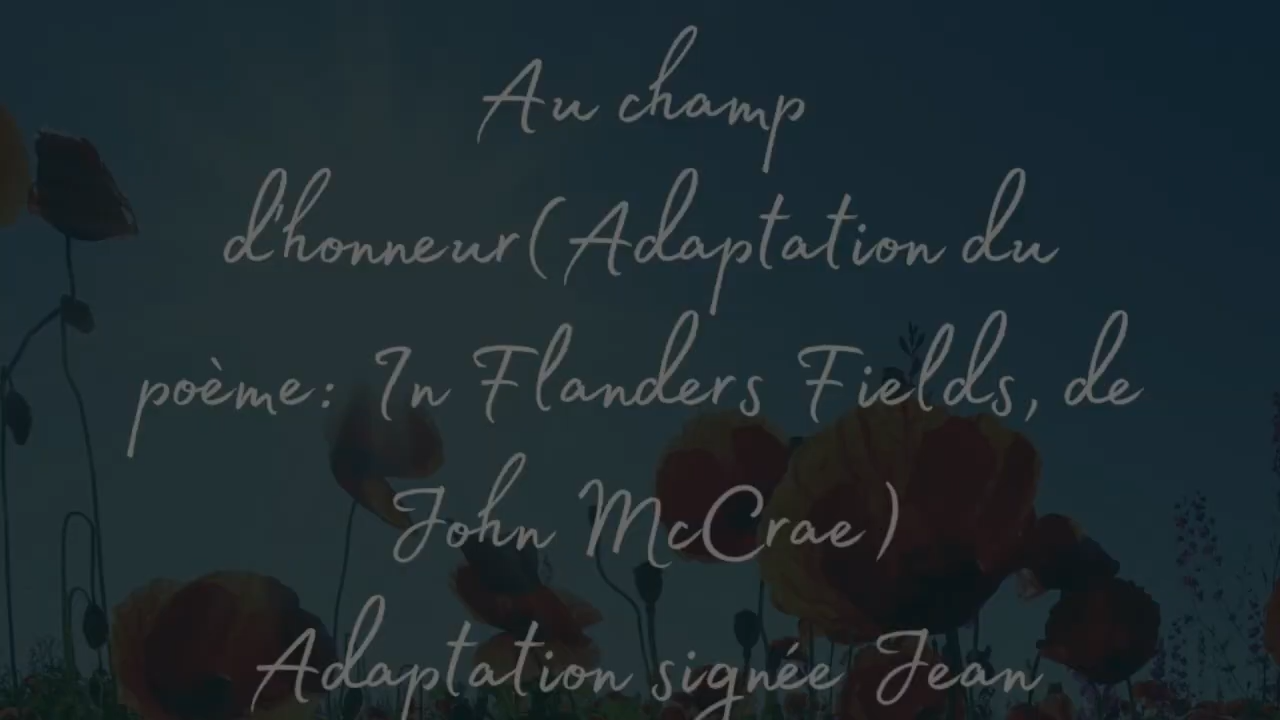 Au champ
d'honneur(Adaptation du
poème: In Flanders Fields, de
John McCrae)
Adaptation signée Jean